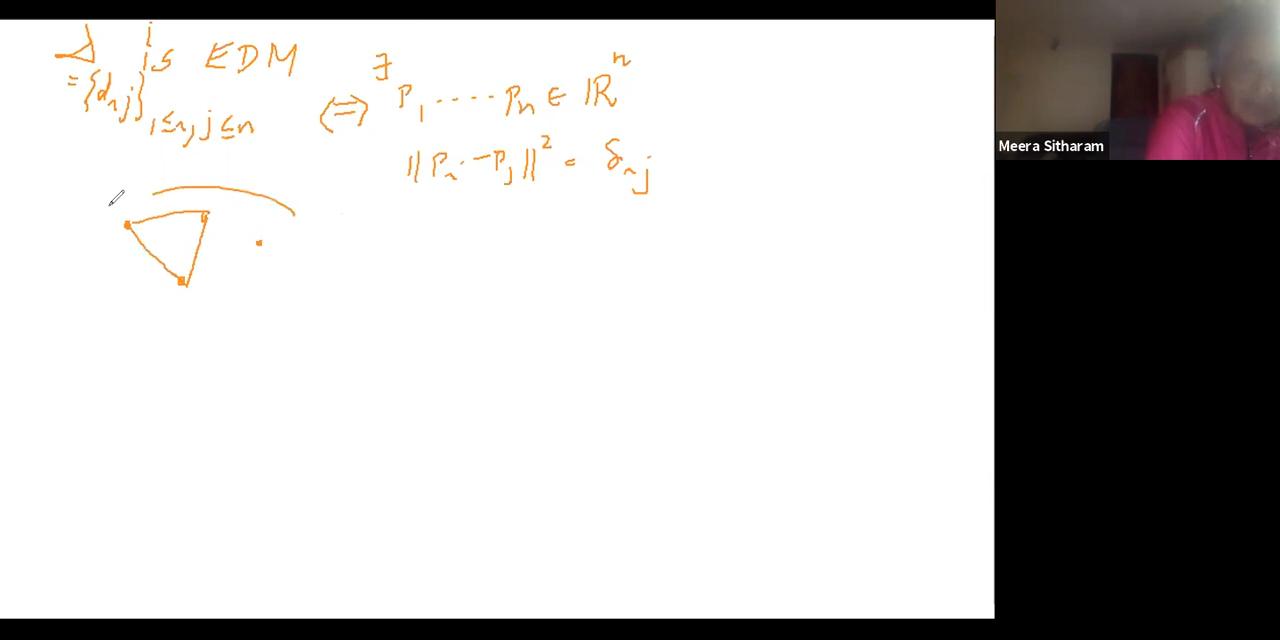 Δ is EDM
= {d_ij}_{1≤i,j≤n} ⇔ ∃ p_1 .... p_n ∈ ℝ^n
||p_i - p_j||^2 = δ_ij
Meera Sitharam